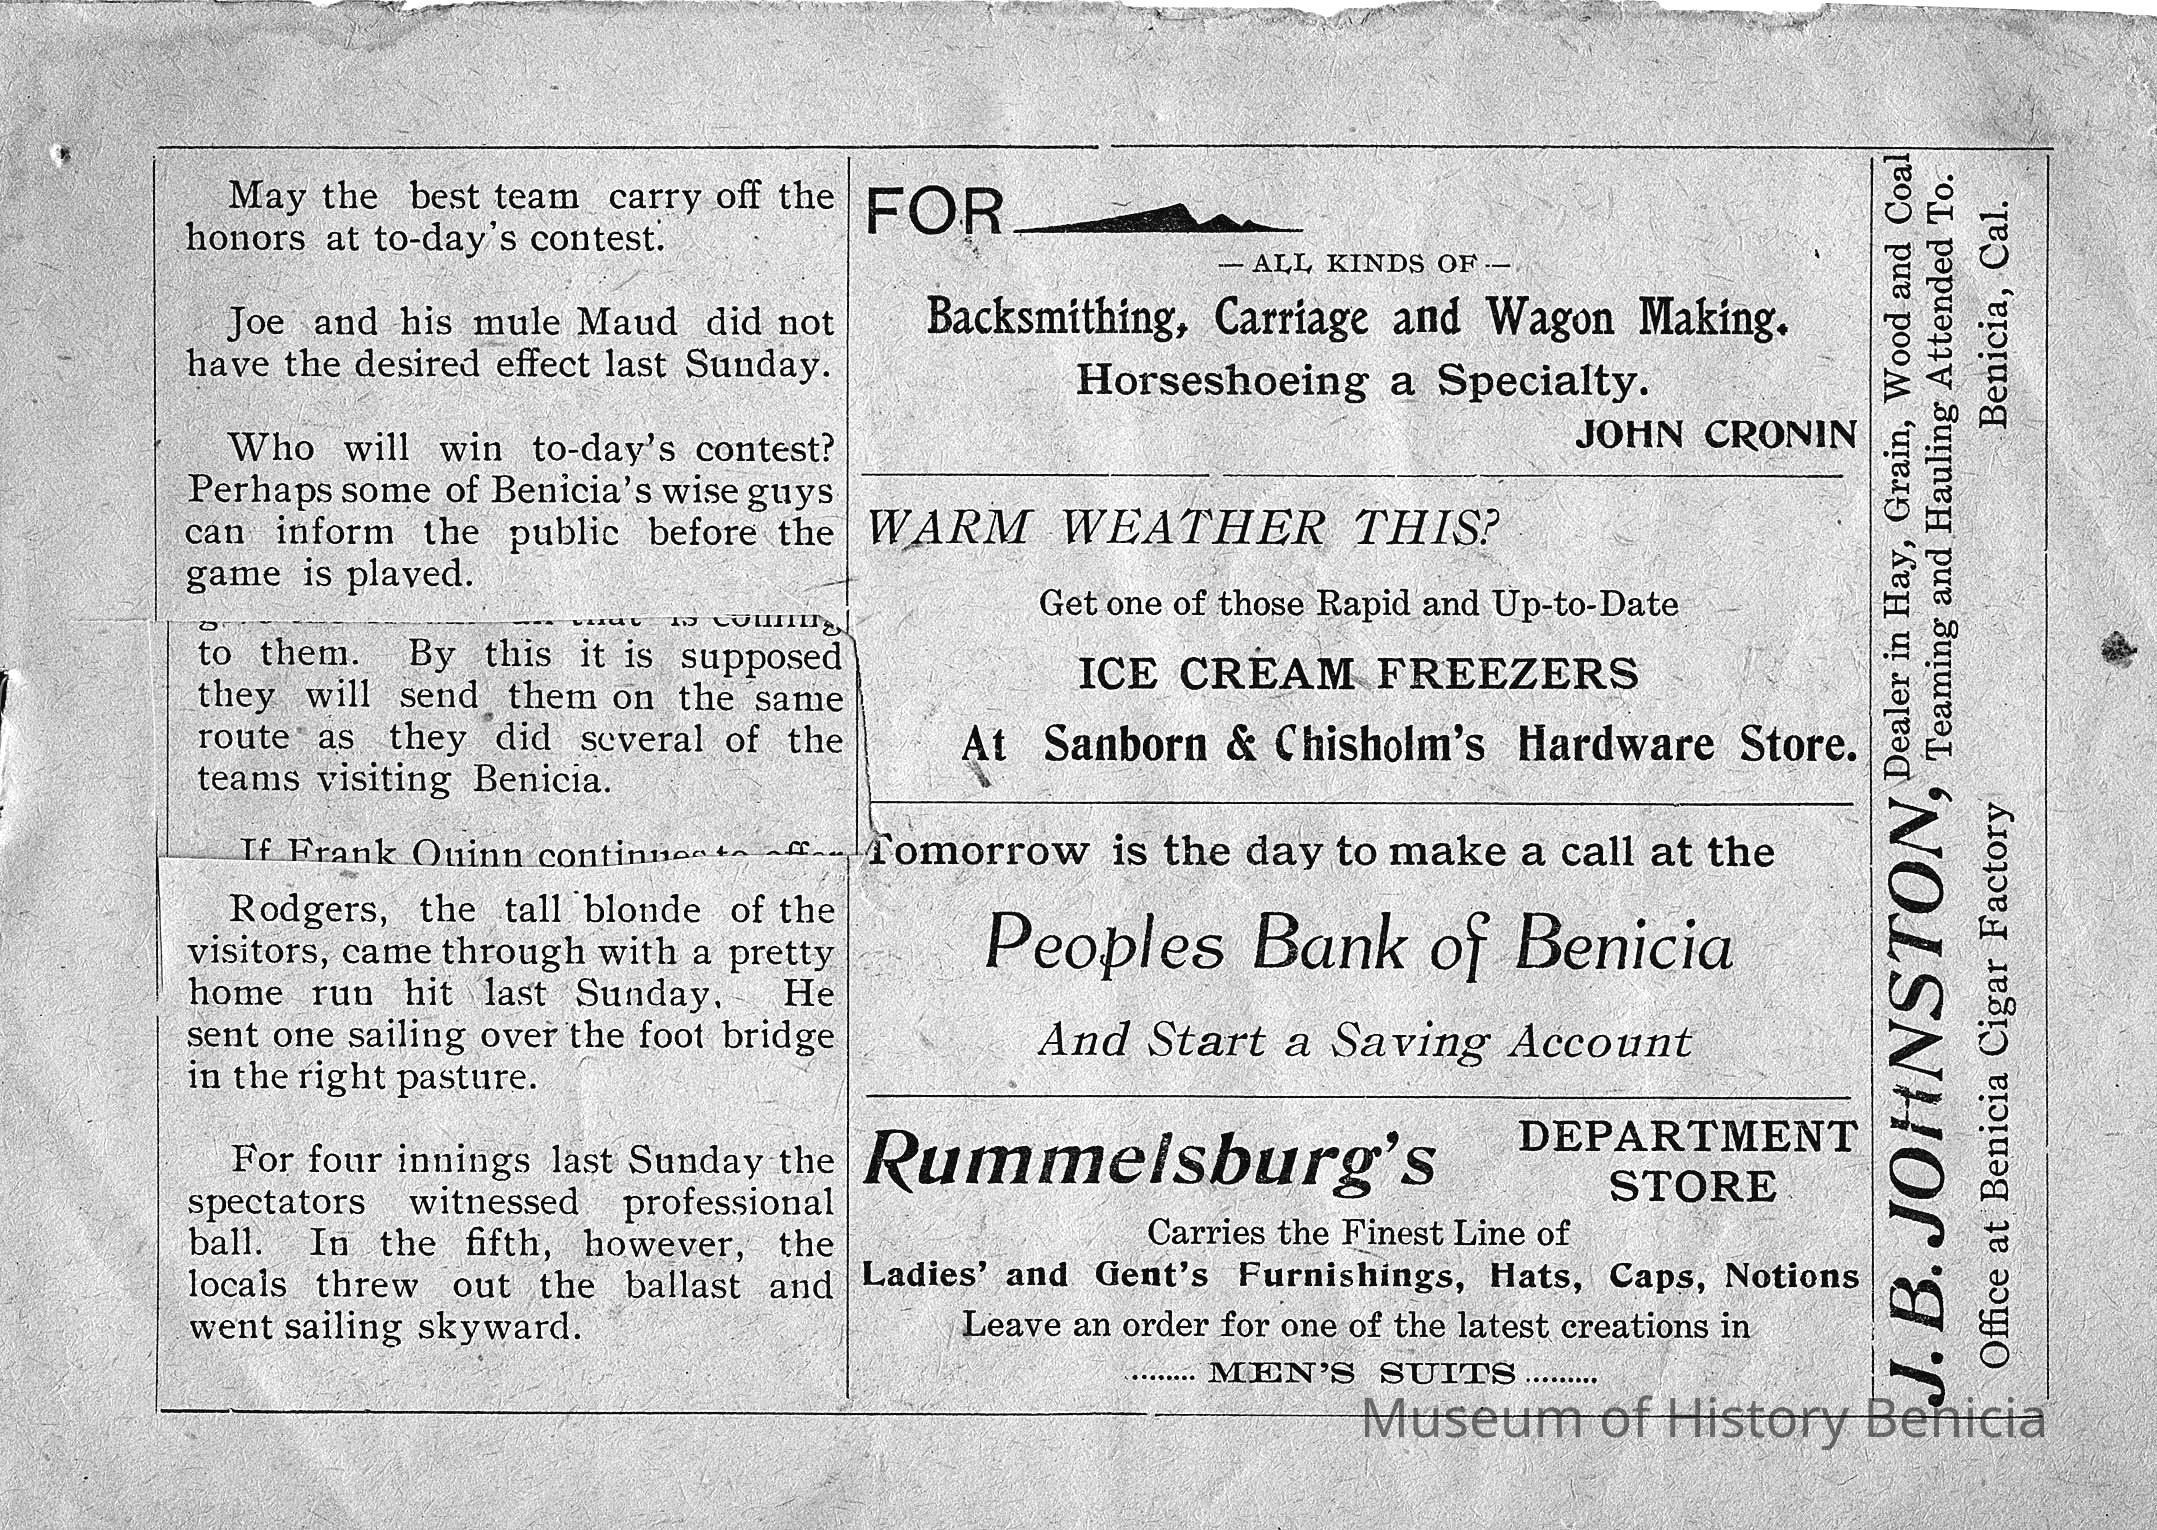 May the best team carry off the
honors at to-day's contest.
Joe and his mule Maud did not
have the desired effect last Sunday.
Who will win to-day's contest?
Perhaps some of Benicia's wise guys
can inform the public before the
game is plaved.
that is coming
to them. By this it is supposed
they will send them on the same
route as they did several of the
teams visiting Benicia.
If Frank Quinn continues to offer
Rodgers, the tall blonde of the
visitors, came through with a pretty
home run hit last Sunday. He
sent one sailing over the foot bridge
in the right pasture.
For four innings last Sunday the
spectators witnessed professional
ball. In the fifth, however, the
locals threw out the ballast and
went sailing skyward.
FOR
— ALL KINDS OF —
Backsmithing, Carriage and Wagon Making.
Horseshoeing a Specialty.
JOHN CRONIN
WARM WEATHER THIS?
Get one of those Rapid and Up-to-Date
ICE CREAM FREEZERS
At Sanborn & Chisholm's Hardware Store.
Tomorrow is the day to make a call at the
Peoples Bank of Benicia
And Start a Saving Account
Rummelsburg's DEPARTMENT
STORE
Carries the Finest Line of
Ladies' and Gent's Furnishings, Hats, Caps, Notions
Leave an order for one of the latest creations in
......... MEN'S SUITS .........
J. B. JOHNSTON, Dealer in Hay, Grain, Wood and Coal
Teaming and Hauling Attended To.
Office at Benicia Cigar Factory Benicia, Cal.
Museum of History Benicia